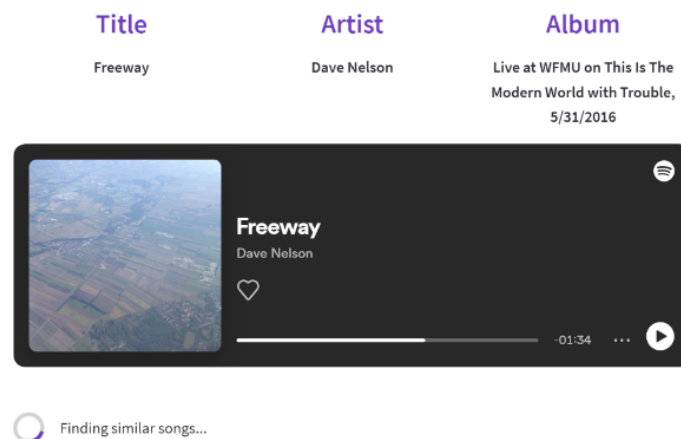 Title
Artist
Album
Freeway
Dave Nelson
Live at WFMU on This Is The
Modern World with Trouble,
5/31/2016
Freeway
Dave Nelson
-01:34
Finding similar songs...